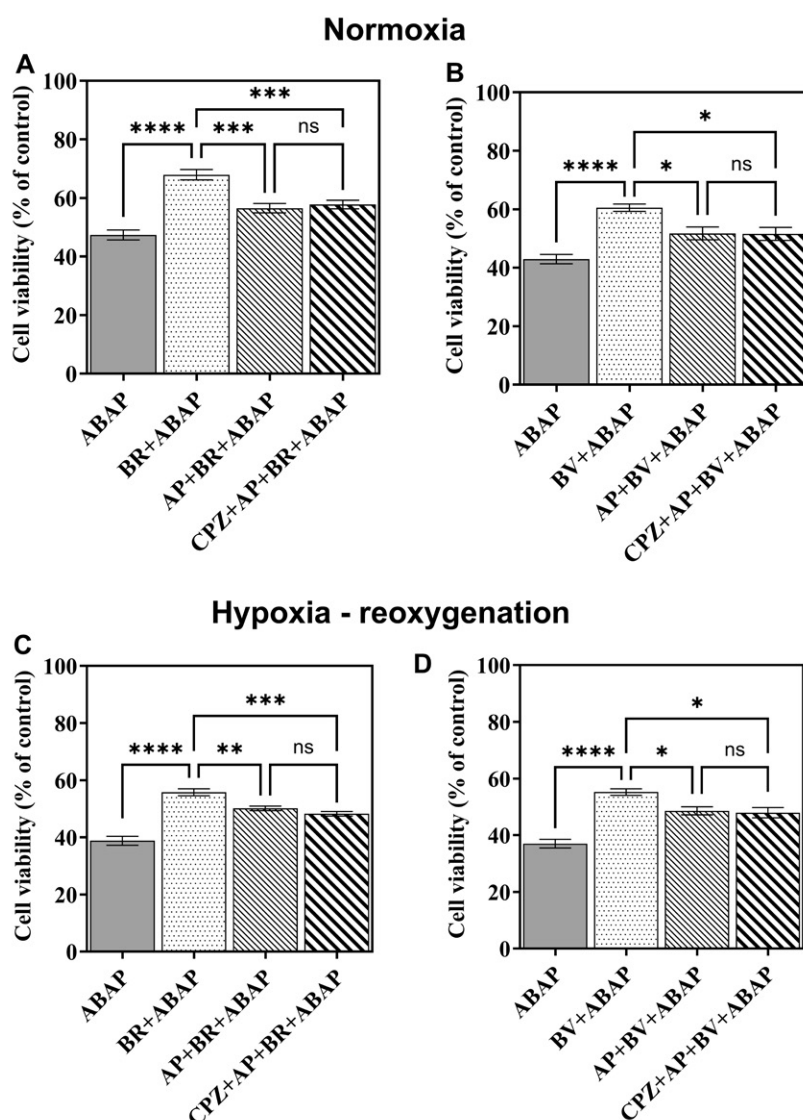 Normoxia
A
Cell viability (% of control)
100
80
60
40
20
0
****
***
***
ns
ABAP
BR+ABAP
AP+BR+ABAP
CPZ+AP+BR+ABAP
B
Cell viability (% of control)
100
80
60
40
20
0
****
*
*
ns
ABAP
BV+ABAP
AP+BV+ABAP
CPZ+AP+BV+ABAP
Hypoxia - reoxygenation
C
Cell viability (% of control)
100
80
60
40
20
0
****
**
***
ns
ABAP
BR+ABAP
AP+BR+ABAP
CPZ+AP+BR+ABAP
D
Cell viability (% of control)
100
80
60
40
20
0
****
*
*
ns
ABAP
BV+ABAP
AP+BV+ABAP
CPZ+AP+BV+ABAP